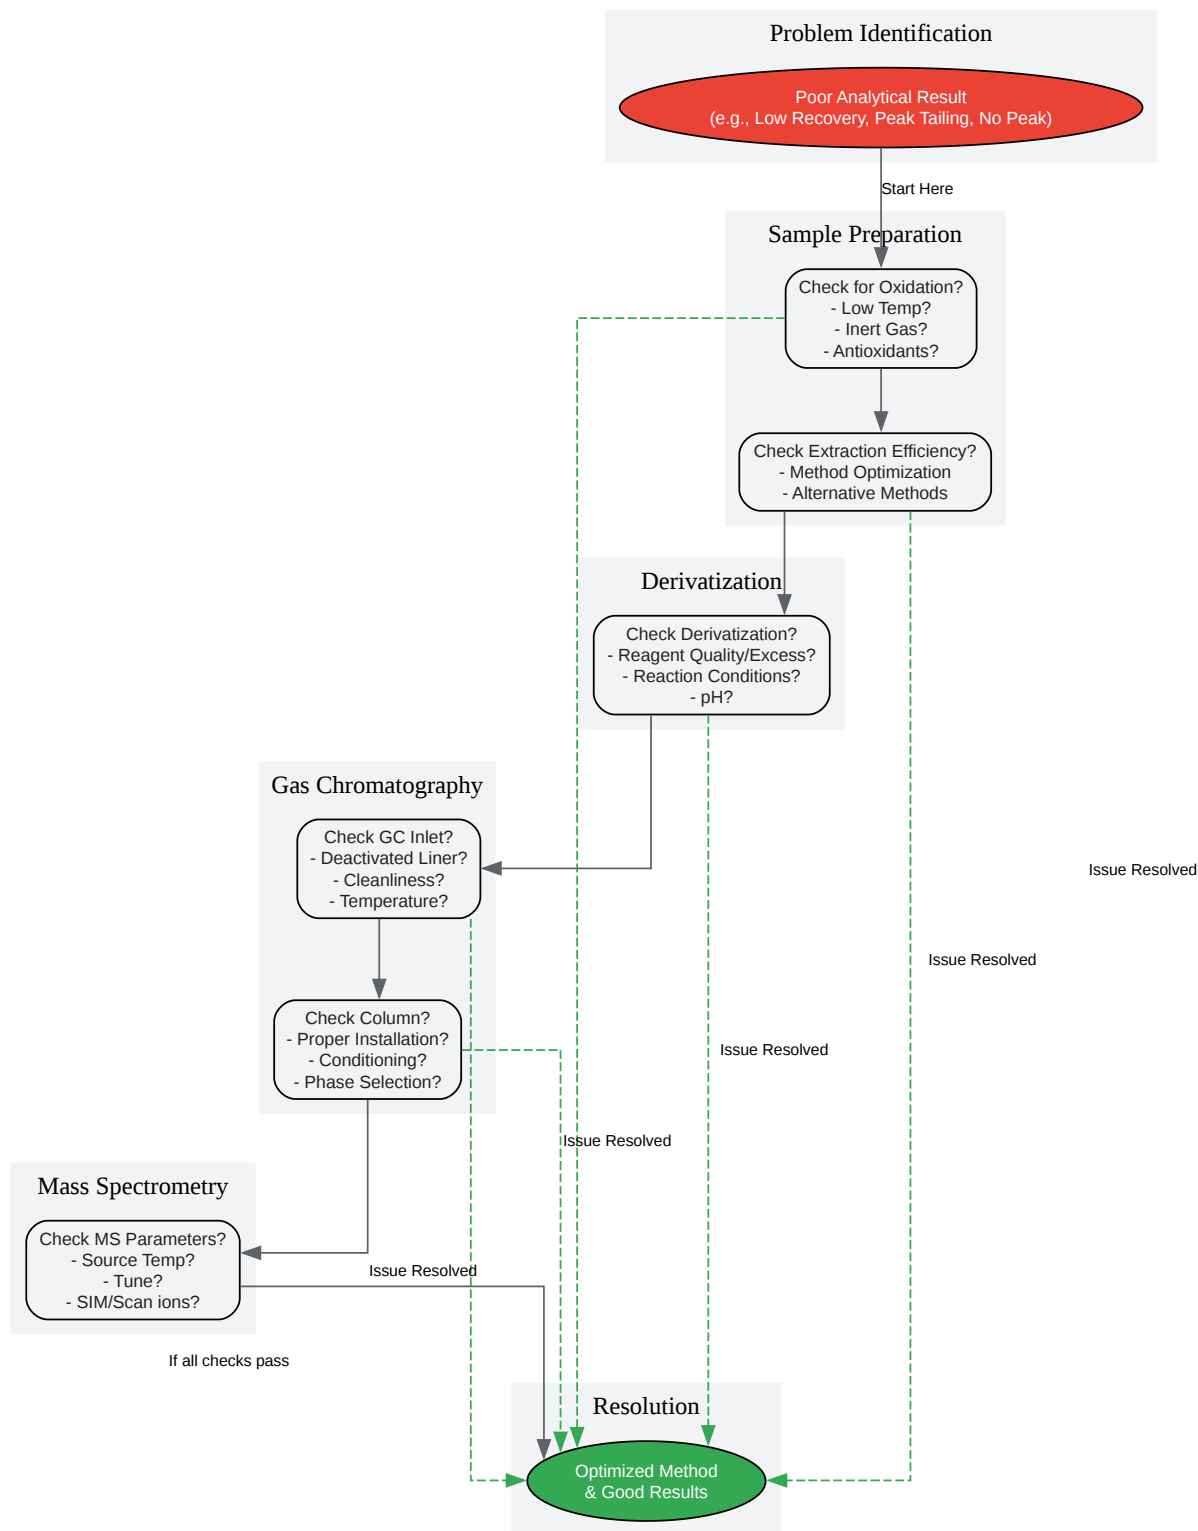 Problem Identification
Poor Analytical Result
(e.g., Low Recovery, Peak Tailing, No Peak)
Start Here
Sample Preparation
Check for Oxidation?
- Low Temp?
- Inert Gas?
- Antioxidants?
Check Extraction Efficiency?
- Method Optimization
- Alternative Methods
Derivatization
Check Derivatization?
- Reagent Quality/Excess?
- Reaction Conditions?
- pH?
Gas Chromatography
Check GC Inlet?
- Deactivated Liner?
- Cleanliness?
- Temperature?
Issue Resolved
Issue Resolved
Check Column?
- Proper Installation?
- Conditioning?
- Phase Selection?
Issue Resolved
Issue Resolved
Mass Spectrometry
Check MS Parameters?
- Source Temp?
- Tune?
- SIM/Scan ions?
Issue Resolved
If all checks pass
Resolution
Optimized Method
& Good Results